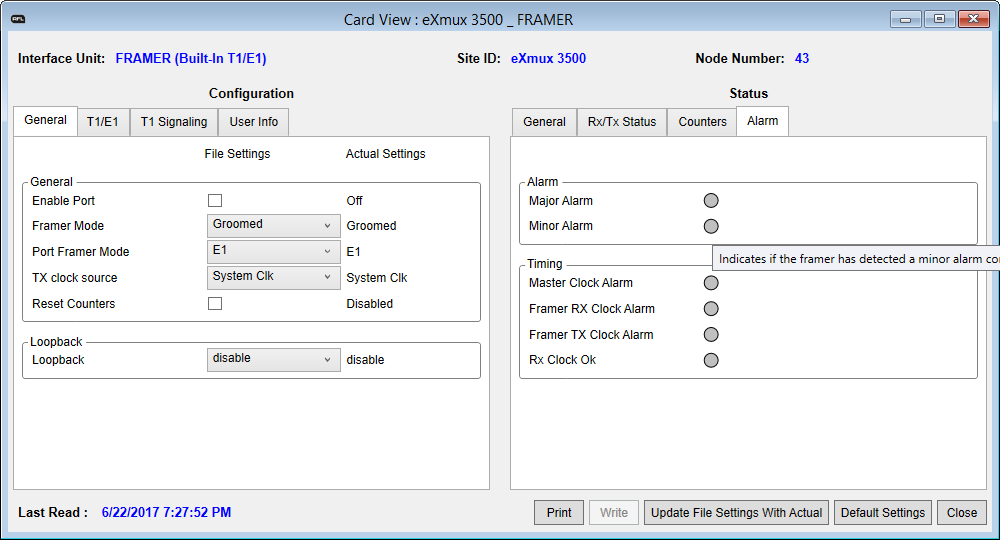 RFL
Card View : eXmux 3500 _ FRAMER
Interface Unit: FRAMER (Built-In T1/E1) Site ID: eXmux 3500 Node Number: 43
Configuration
General T1/E1 T1 Signaling User Info
File Settings Actual Settings
General
Enable Port Off
Framer Mode Groomed Groomed
Port Framer Mode E1 E1
TX clock source System Clk System Clk
Reset Counters Disabled
Loopback
Loopback disable disable
Status
General Rx/Tx Status Counters Alarm
Alarm
Major Alarm
Minor Alarm
Indicates if the framer has detected a minor alarm co
Timing
Master Clock Alarm
Framer RX Clock Alarm
Framer TX Clock Alarm
Rx Clock Ok
Last Read : 6/22/2017 7:27:52 PM
Print Write Update File Settings With Actual Default Settings Close